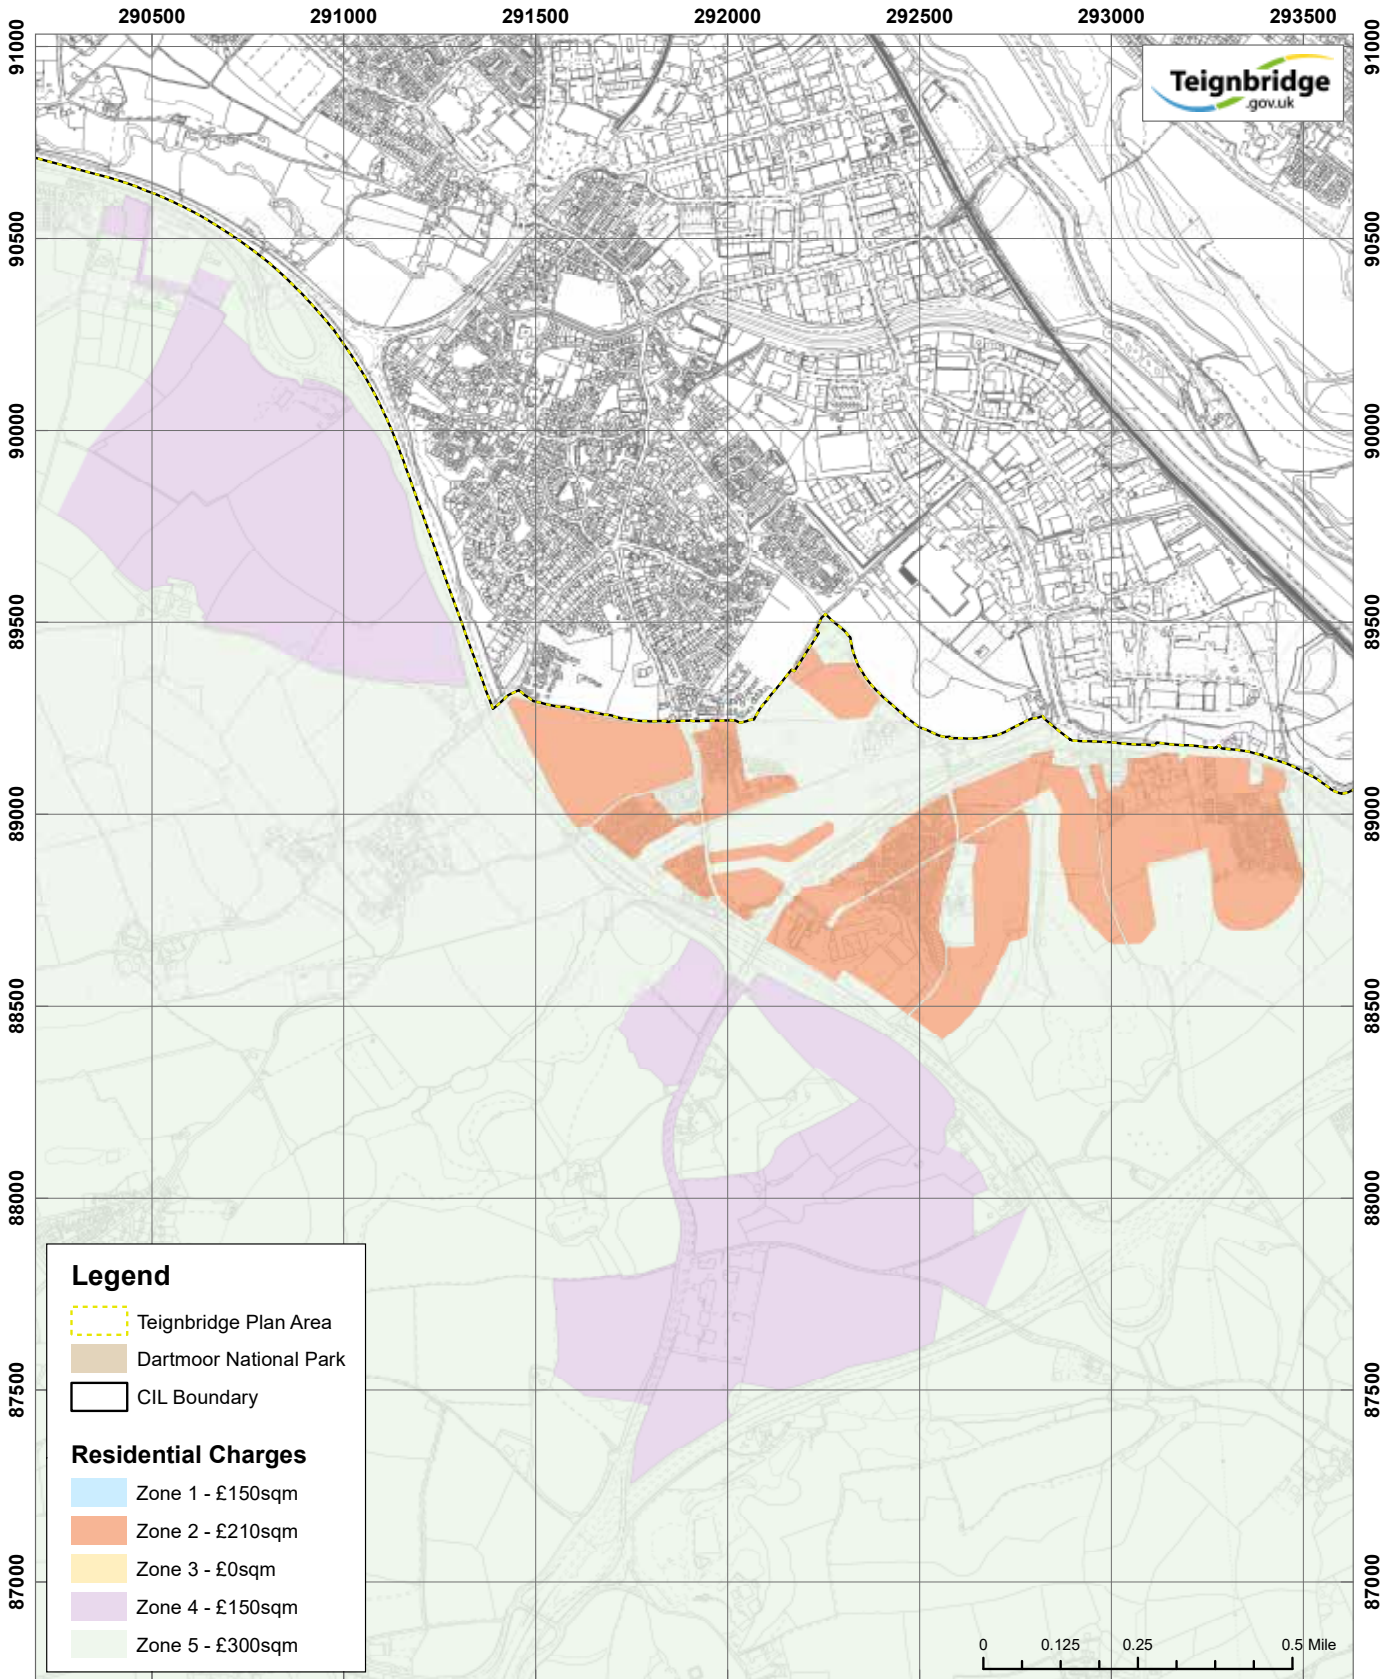 290500 291000 291500 292000 292500 293000 293500
91000 91000
Teignbridge
.gov.uk
90500 90500
90000 90000
89500 89500
89000 89000
88500 88500
88000 88000
Legend
Teignbridge Plan Area
Dartmoor National Park
CIL Boundary
87500 87500
Residential Charges
Zone 1 - £150sqm
Zone 2 - £210sqm
Zone 3 - £0sqm
87000 87000
Zone 4 - £150sqm
Zone 5 - £300sqm
0 0.125 0.25 0.5 Mile